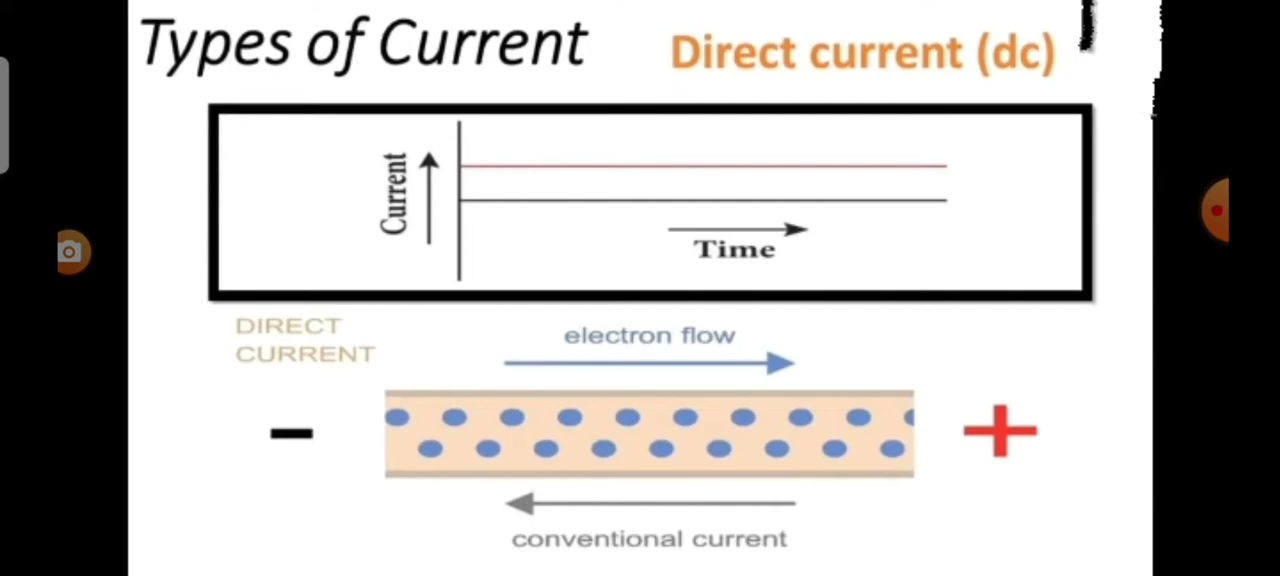 Types of Current
Direct current (dc)
Current
Time
DIRECT
CURRENT
electron flow
-
+
conventional current